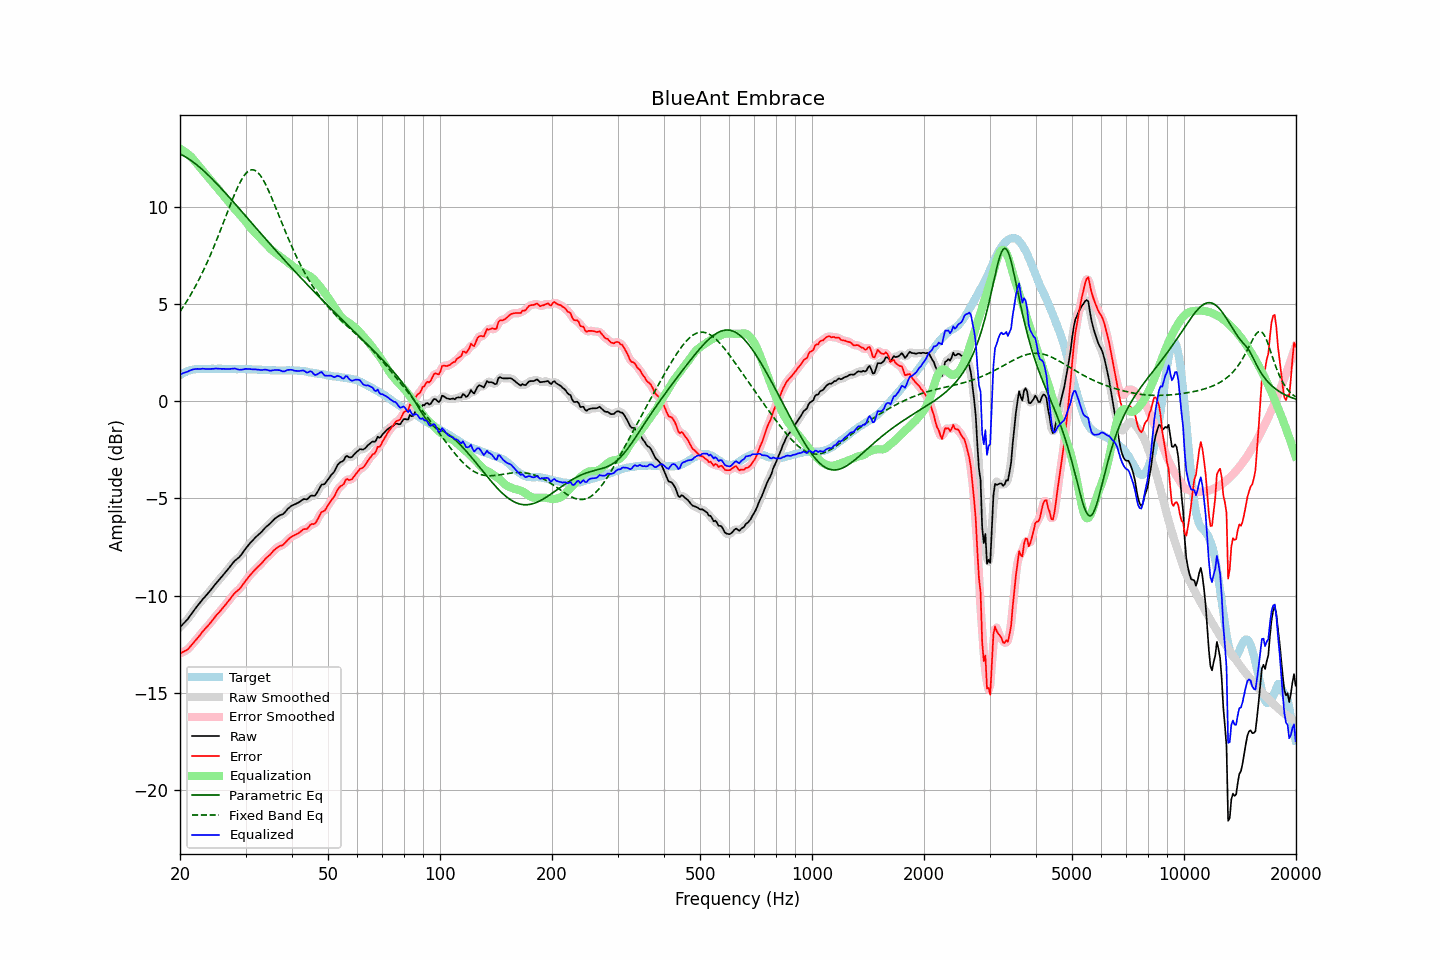 BlueAnt Embrace
Amplitude (dBr)
10
5
0
−5
−10
−15
−20
Target
Raw Smoothed
Error Smoothed
Raw
Error
Equalization
Parametric Eq
Fixed Band Eq
Equalized
20
50
100
200
500
1000
2000
5000
10000
20000
Frequency (Hz)